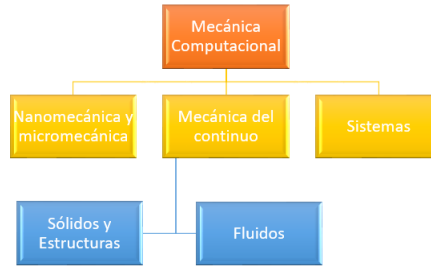 Mecánica
Computacional
Nanomecánica y
micromecánica
Mecánica del
continuo
Sistemas
Sólidos y
Estructuras
Fluidos